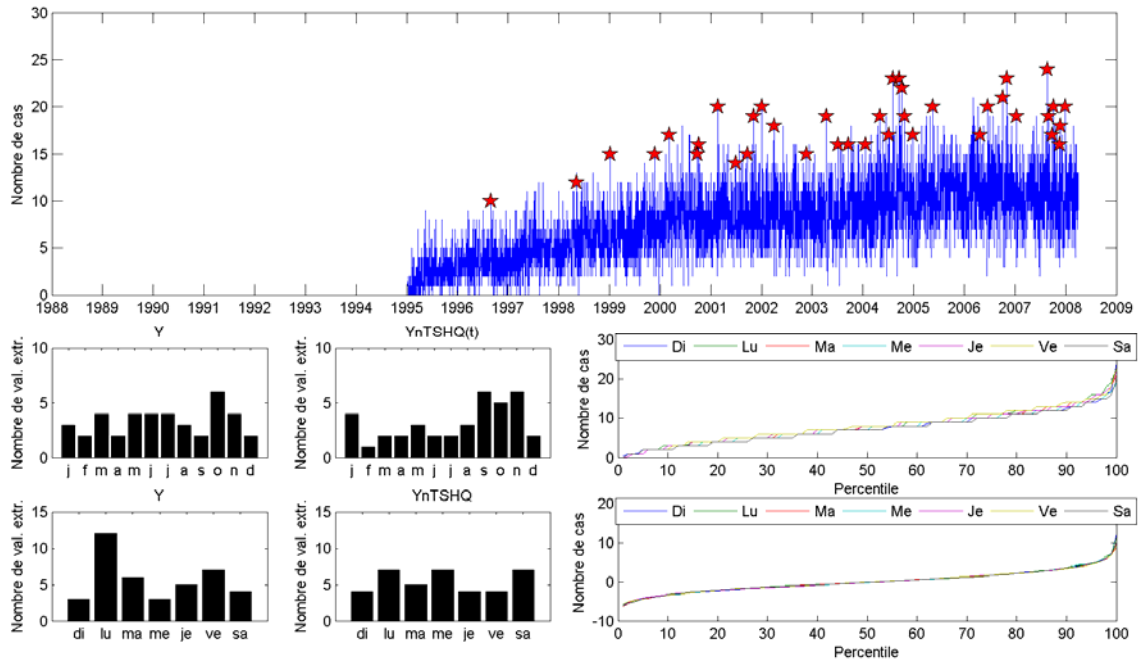 30
25
20
15
10
5
0
Nombre de cas
1988 1989 1990 1991 1992 1993 1994 1995 1996 1997 1998 1999 2000 2001 2002 2003 2004 2005 2006 2007 2008 2009
Y
10
5
0
Nombre de val. extr.
j f m a m j j a s o n d
YnTSHQ(t)
10
5
0
Nombre de val. extr.
j f m a m j j a s o n d
30
20
10
0
Nombre de cas
Di Lu Ma Me Je Ve Sa
0 10 20 30 40 50 60 70 80 90 100
Percentile
Y
15
10
5
0
Nombre de val. extr.
di lu ma me je ve sa
YnTSHQ
15
10
5
0
Nombre de val. extr.
di lu ma me je ve sa
20
10
0
-10
Nombre de cas
Di Lu Ma Me Je Ve Sa
0 10 20 30 40 50 60 70 80 90 100
Percentile